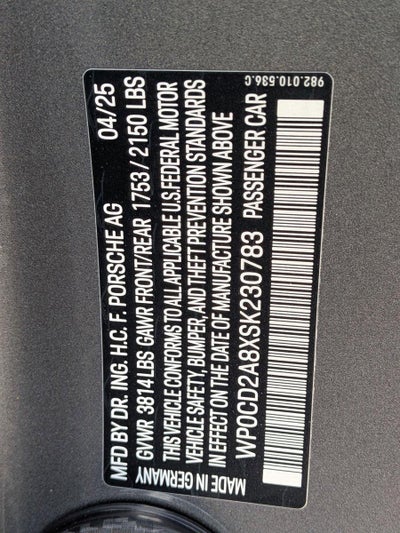 MFD BY DR. ING. H.C. F. PORSCHE AG 04/25
GVWR 3814 LBS GAWR FRONT/REAR 1753 / 2150 LBS
THIS VEHICLE CONFORMS TO ALL APPLICABLE U.S.FEDERAL MOTOR
VEHICLE SAFETY, BUMPER, AND THEFT PREVENTION STANDARDS
IN EFFECT ON THE DATE OF MANUFACTURE SHOWN ABOVE
WP0CD2A8XSK230783 PASSENGER CAR
MADE IN GERMANY
982.010.536.C